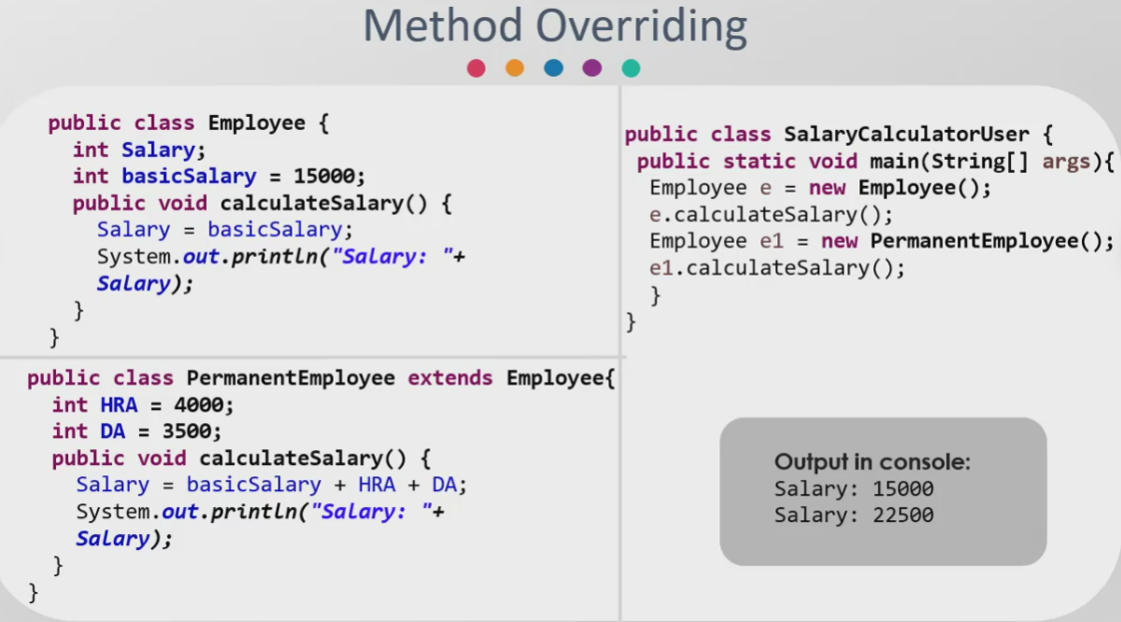 Method Overriding
public class Employee {
int Salary;
int basicSalary = 15000;
public void calculateSalary() {
Salary = basicSalary;
System.out.println("Salary: "+
Salary);
}
}
public class PermanentEmployee extends Employee{
int HRA = 4000;
int DA = 3500;
public void calculateSalary() {
Salary = basicSalary + HRA + DA;
System.out.println("Salary: "+
Salary);
}
}
public class SalaryCalculatorUser {
public static void main(String[] args){
Employee e = new Employee();
e.calculateSalary();
Employee e1 = new PermanentEmployee();
e1.calculateSalary();
}
}
Output in console:
Salary: 15000
Salary: 22500